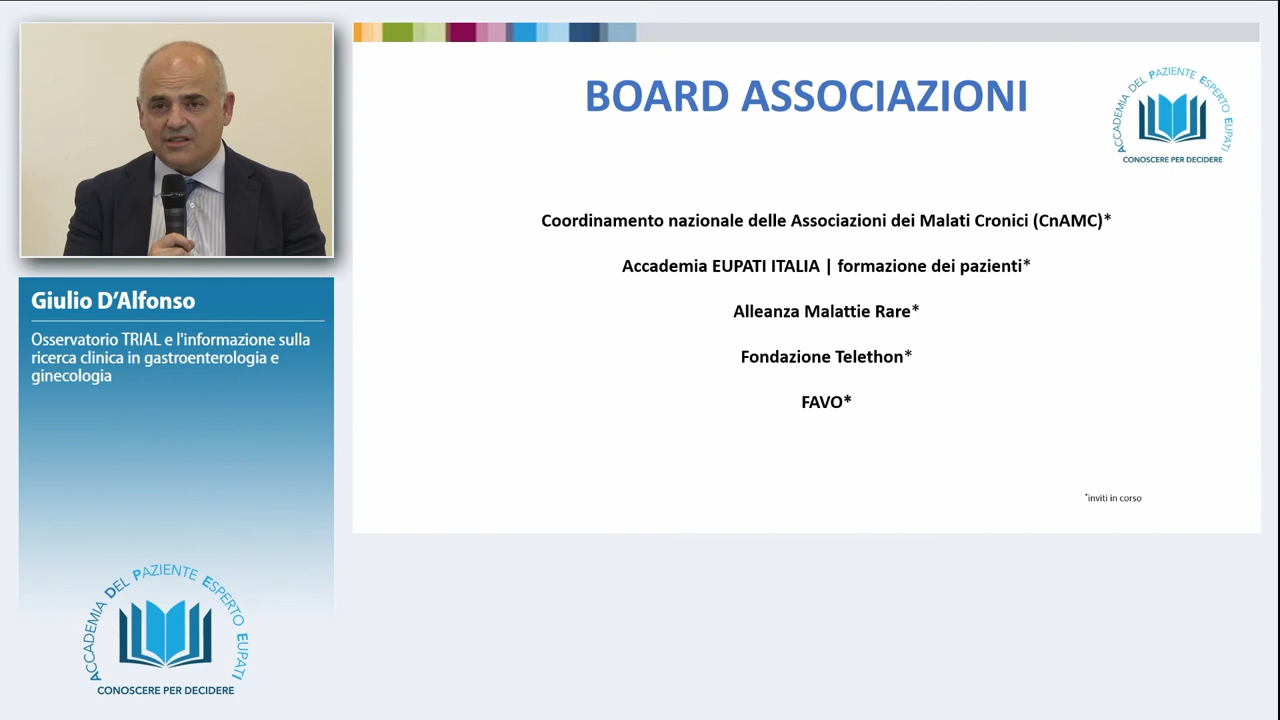 BOARD ASSOCIAZIONI
ACCADEMIA DEL PAZIENTE ESPERTO EUPATI
CONOSCERE PER DECIDERE
Coordinamento nazionale delle Associazioni dei Malati Cronici (CnAMC)*
Accademia EUPATI ITALIA | formazione dei pazienti*
Alleanza Malattie Rare*
Fondazione Telethon*
FAVO*
*inviti in corso
Giulio D’Alfonso
Osservatorio TRIAL e l'informazione sulla
ricerca clinica in gastroenterologia e
ginecologia
ACCADEMIA DEL PAZIENTE ESPERTO EUPATI
CONOSCERE PER DECIDERE